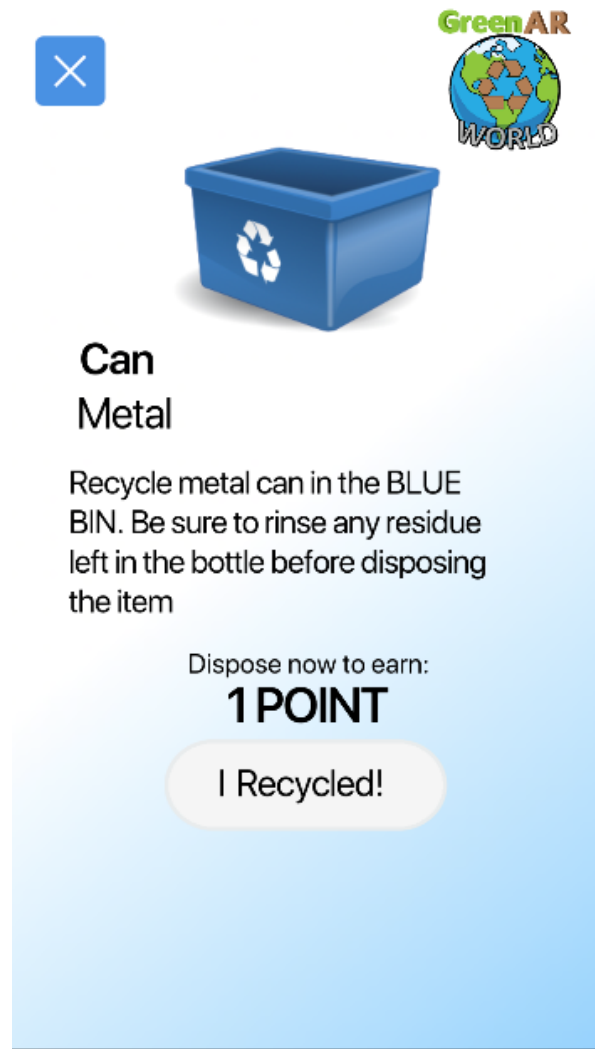 GreenAR
WORLD
Can
Metal
Recycle metal can in the BLUE
BIN. Be sure to rinse any residue
left in the bottle before disposing
the item
Dispose now to earn:
1 POINT
I Recycled!